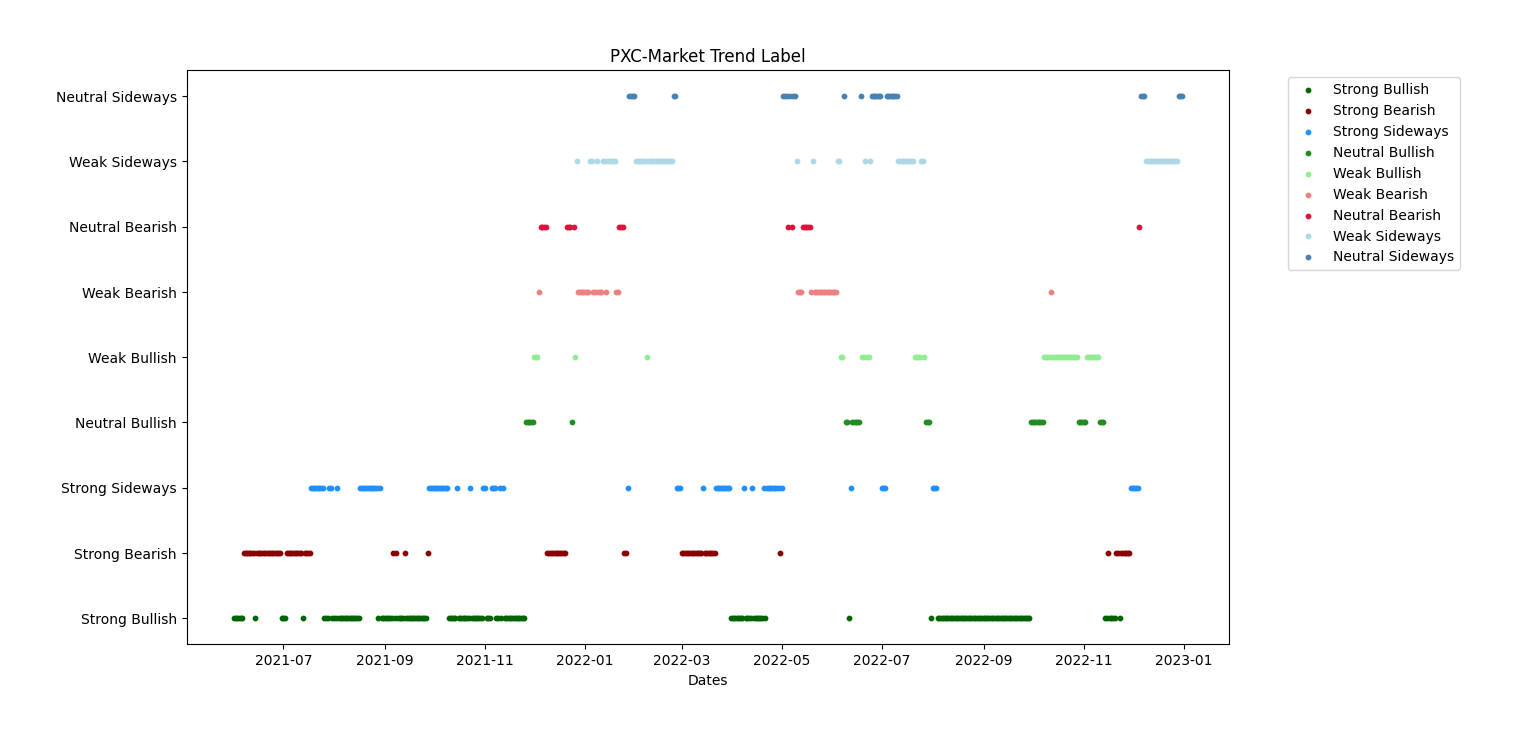 PXC-Market Trend Label
Neutral Sideways
Weak Sideways
Neutral Bearish
Weak Bearish
Weak Bullish
Neutral Bullish
Strong Sideways
Strong Bearish
Strong Bullish
2021-07 2021-09 2021-11 2022-01 2022-03 2022-05 2022-07 2022-09 2022-11 2023-01
Dates
Strong Bullish
Strong Bearish
Strong Sideways
Neutral Bullish
Weak Bullish
Weak Bearish
Neutral Bearish
Weak Sideways
Neutral Sideways